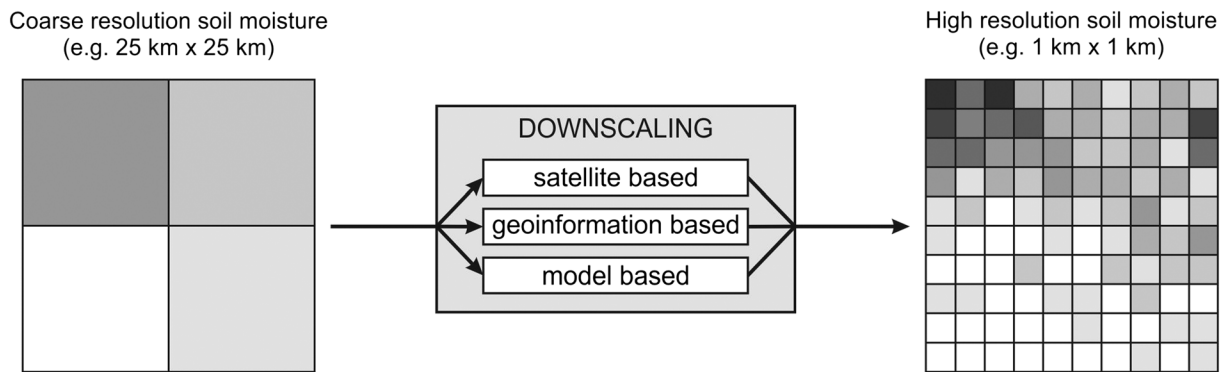 Coarse resolution soil moisture
(e.g. 25 km x 25 km)
High resolution soil moisture
(e.g. 1 km x 1 km)
DOWNSCALING
satellite based
geoinformation based
model based